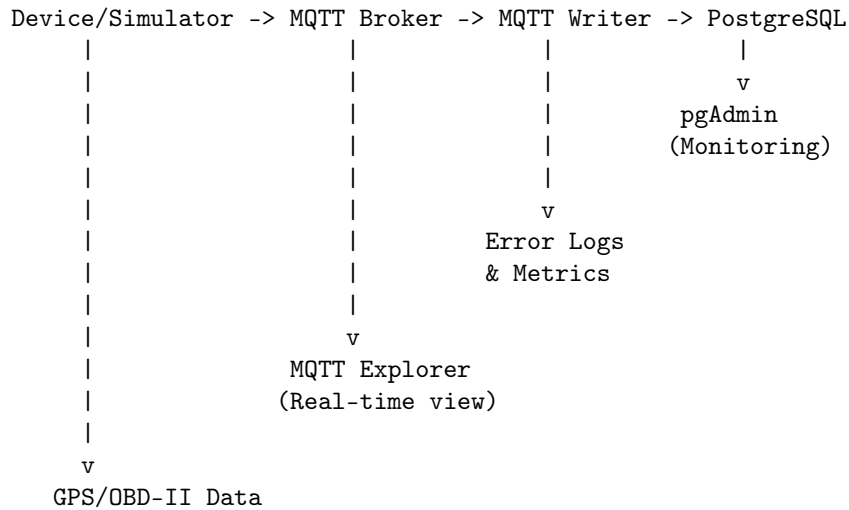 Device/Simulator -> MQTT Broker -> MQTT Writer -> PostgreSQL
| | | |
| | | v
| | | pgAdmin
| | | (Monitoring)
| | |
| | v
| | Error Logs
| | & Metrics
| |
| v
| MQTT Explorer
| (Real-time view)
|
v
GPS/OBD-II Data